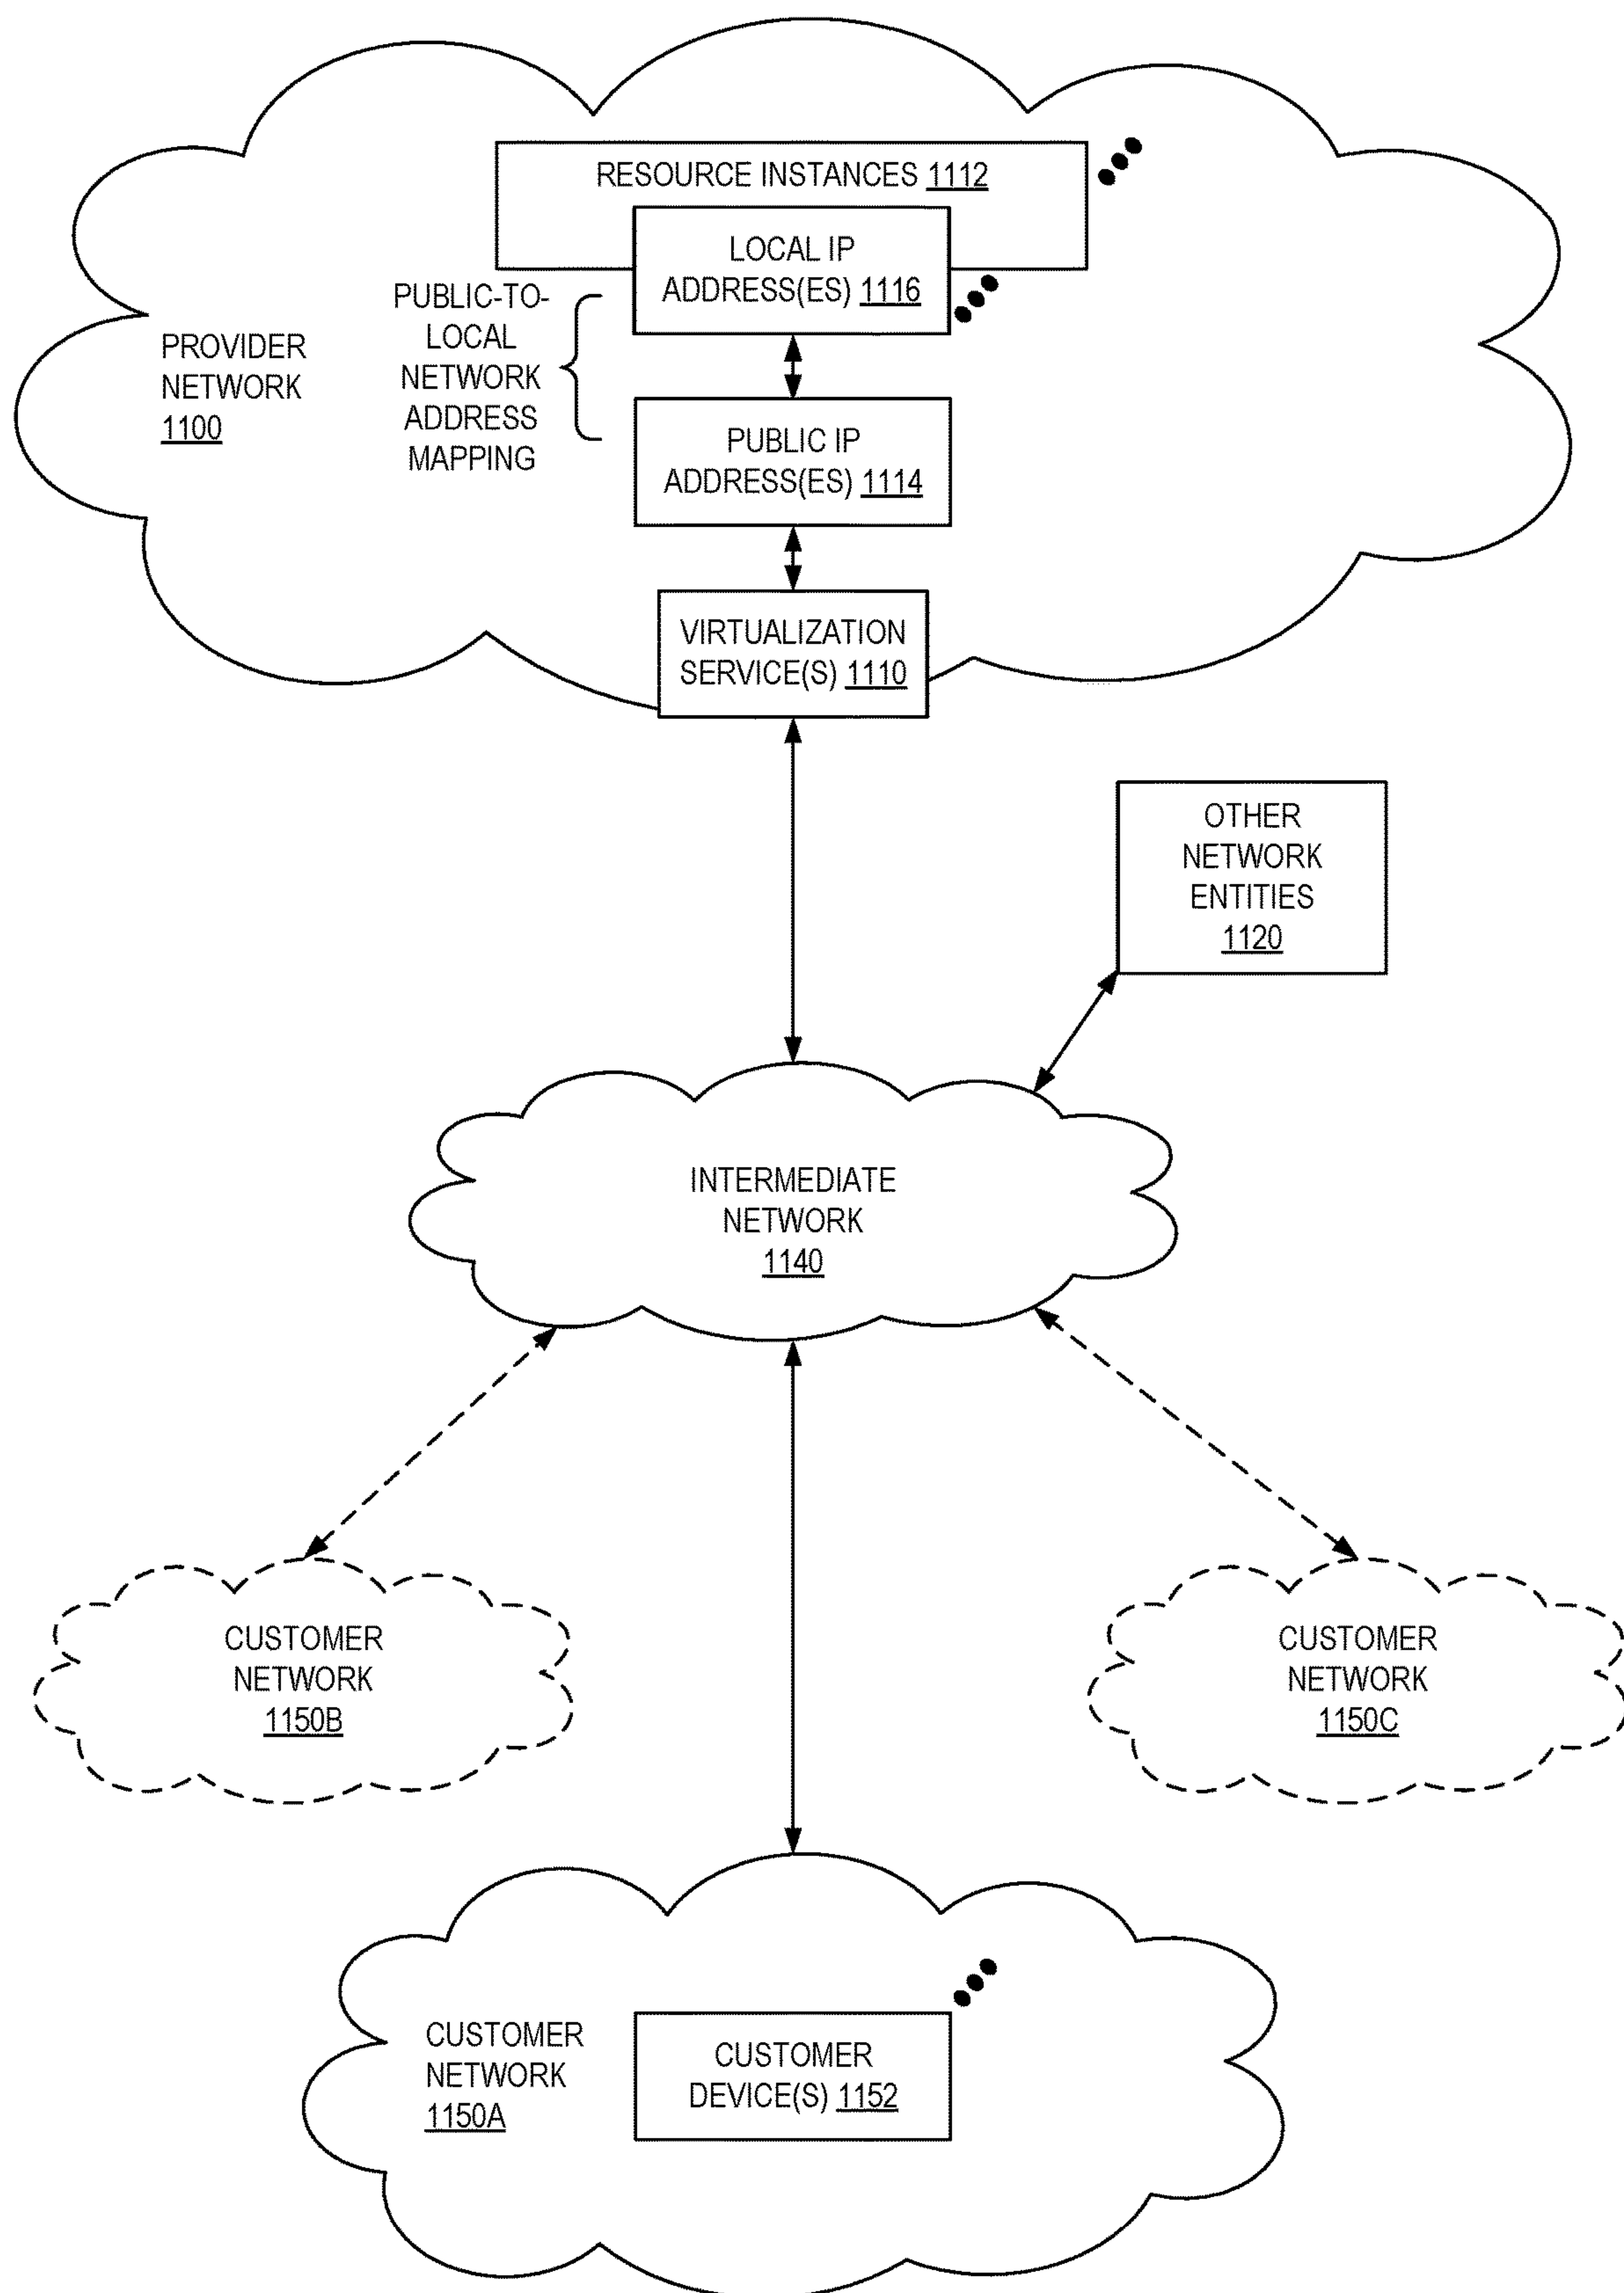 RESOURCE INSTANCES 1112
LOCAL IP
ADDRESS(ES) 1116
PUBLIC-TO-
LOCAL
NETWORK
ADDRESS
MAPPING
PROVIDER
NETWORK
1100
PUBLIC IP
ADDRESS(ES) 1114
VIRTUALIZATION
SERVICE(S) 1110
OTHER
NETWORK
ENTITIES
1120
INTERMEDIATE
NETWORK
1140
CUSTOMER
NETWORK
1150B
CUSTOMER
NETWORK
1150C
CUSTOMER
NETWORK
1150A
CUSTOMER
DEVICE(S) 1152